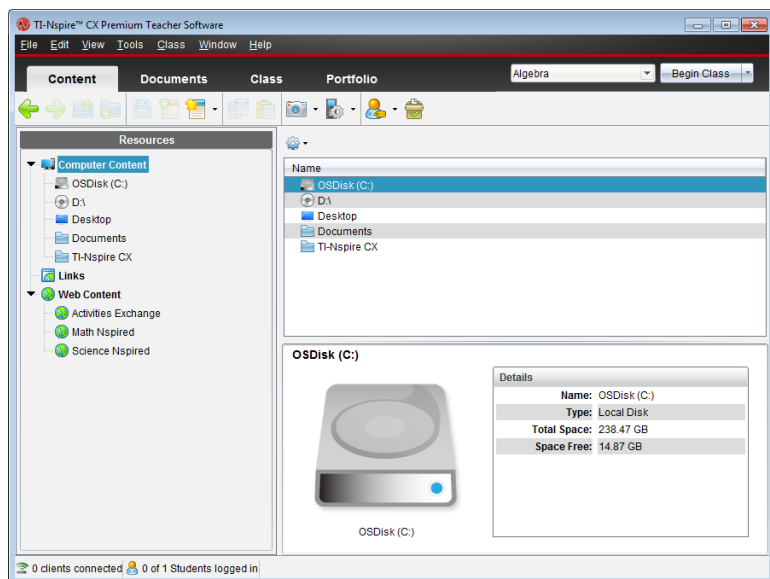 TI-Nspire™ CX Premium Teacher Software
File Edit View Tools Class Window Help
Content Documents Class Portfolio Algebra Begin Class
Resources
Computer Content
OSDisk (C:)
D:\
Desktop
Documents
TI-Nspire CX
Links
Web Content
Activities Exchange
Math Nspired
Science Nspired
Name
OSDisk (C:)
D:\
Desktop
Documents
TI-Nspire CX
OSDisk (C:)
OSDisk (C:)
Details
Name: OSDisk (C:)
Type: Local Disk
Total Space: 238.47 GB
Space Free: 14.87 GB
0 clients connected 0 of 1 Students logged in